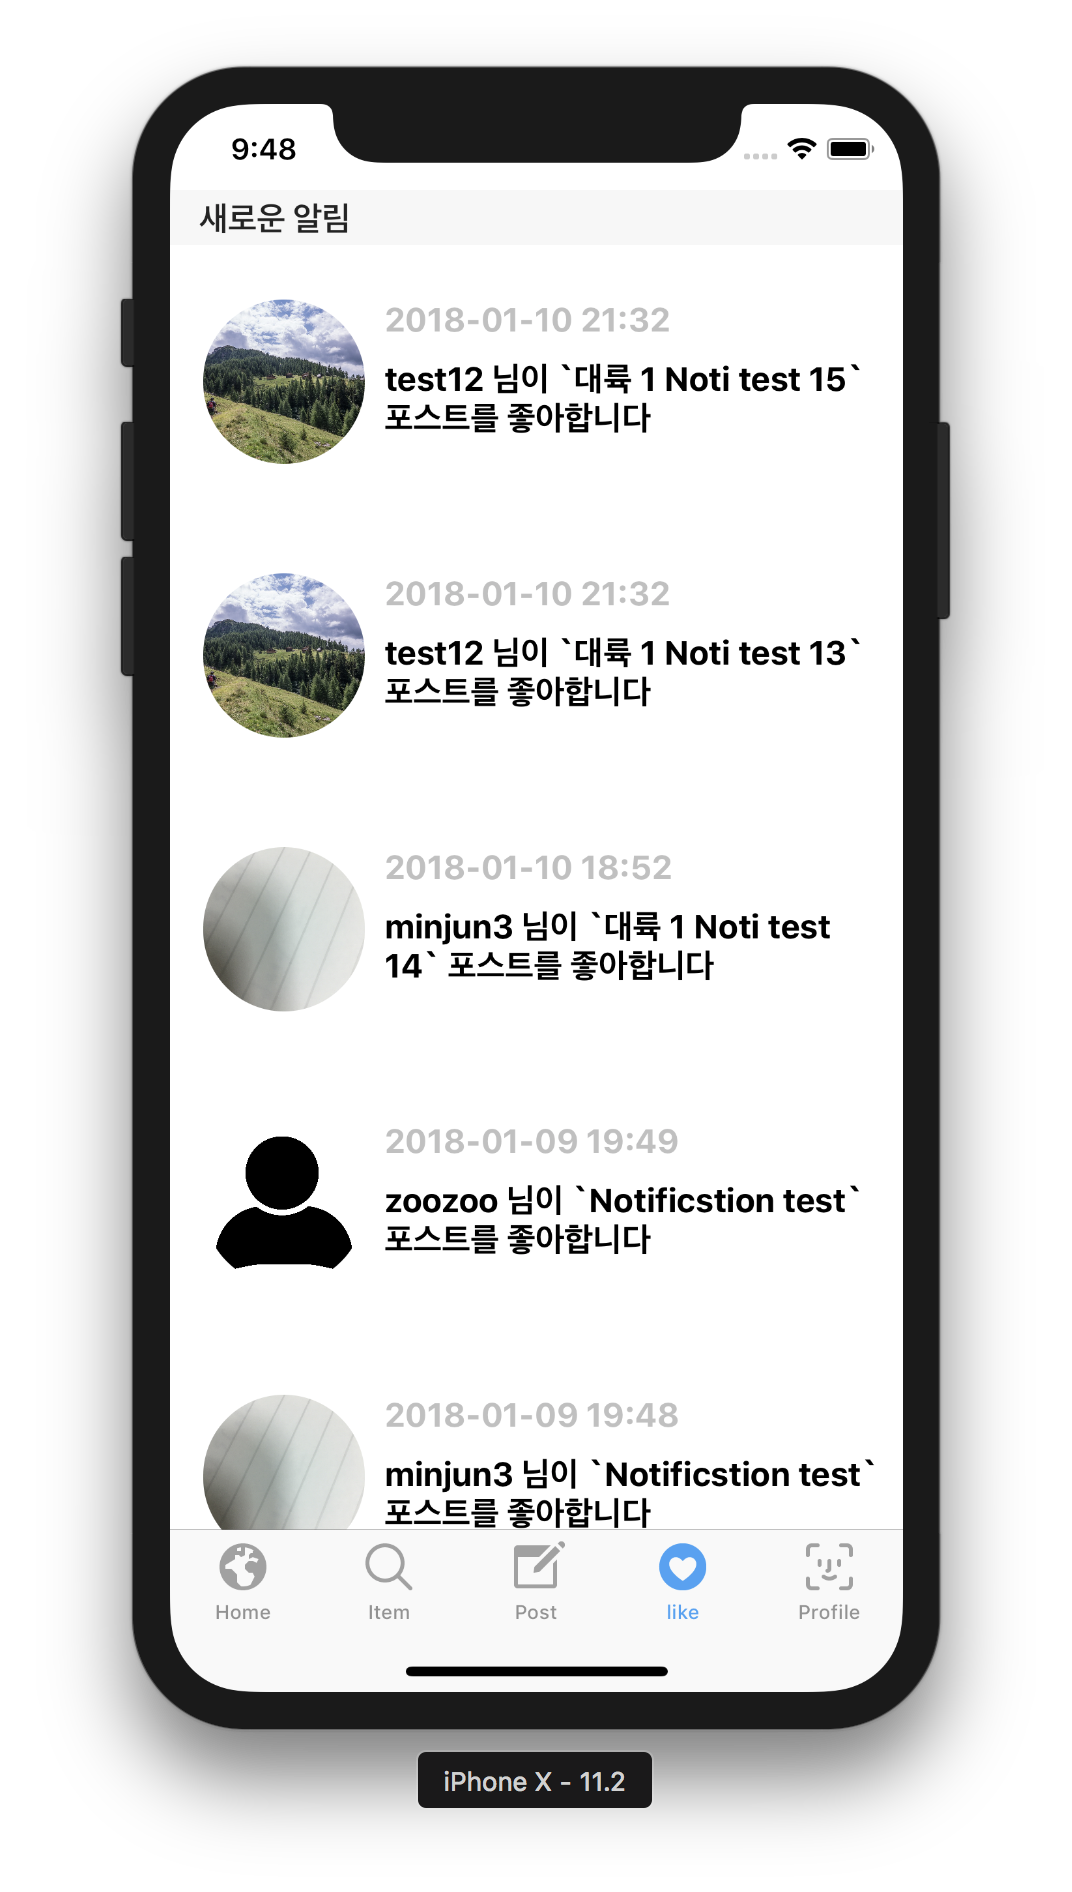 9:48
새로운 알림
2018-01-10 21:32
test12 님이 `대륙 1 Noti test 15`
포스트를 좋아합니다
2018-01-10 21:32
test12 님이 `대륙 1 Noti test 13`
포스트를 좋아합니다
2018-01-10 18:52
minjun3 님이 `대륙 1 Noti test
14` 포스트를 좋아합니다
2018-01-09 19:49
zoozoo 님이 `Notificstion test`
포스트를 좋아합니다
2018-01-09 19:48
minjun3 님이 `Notificstion test`
포스트를 좋아합니다
Home
Item
Post
like
Profile
iPhone X - 11.2